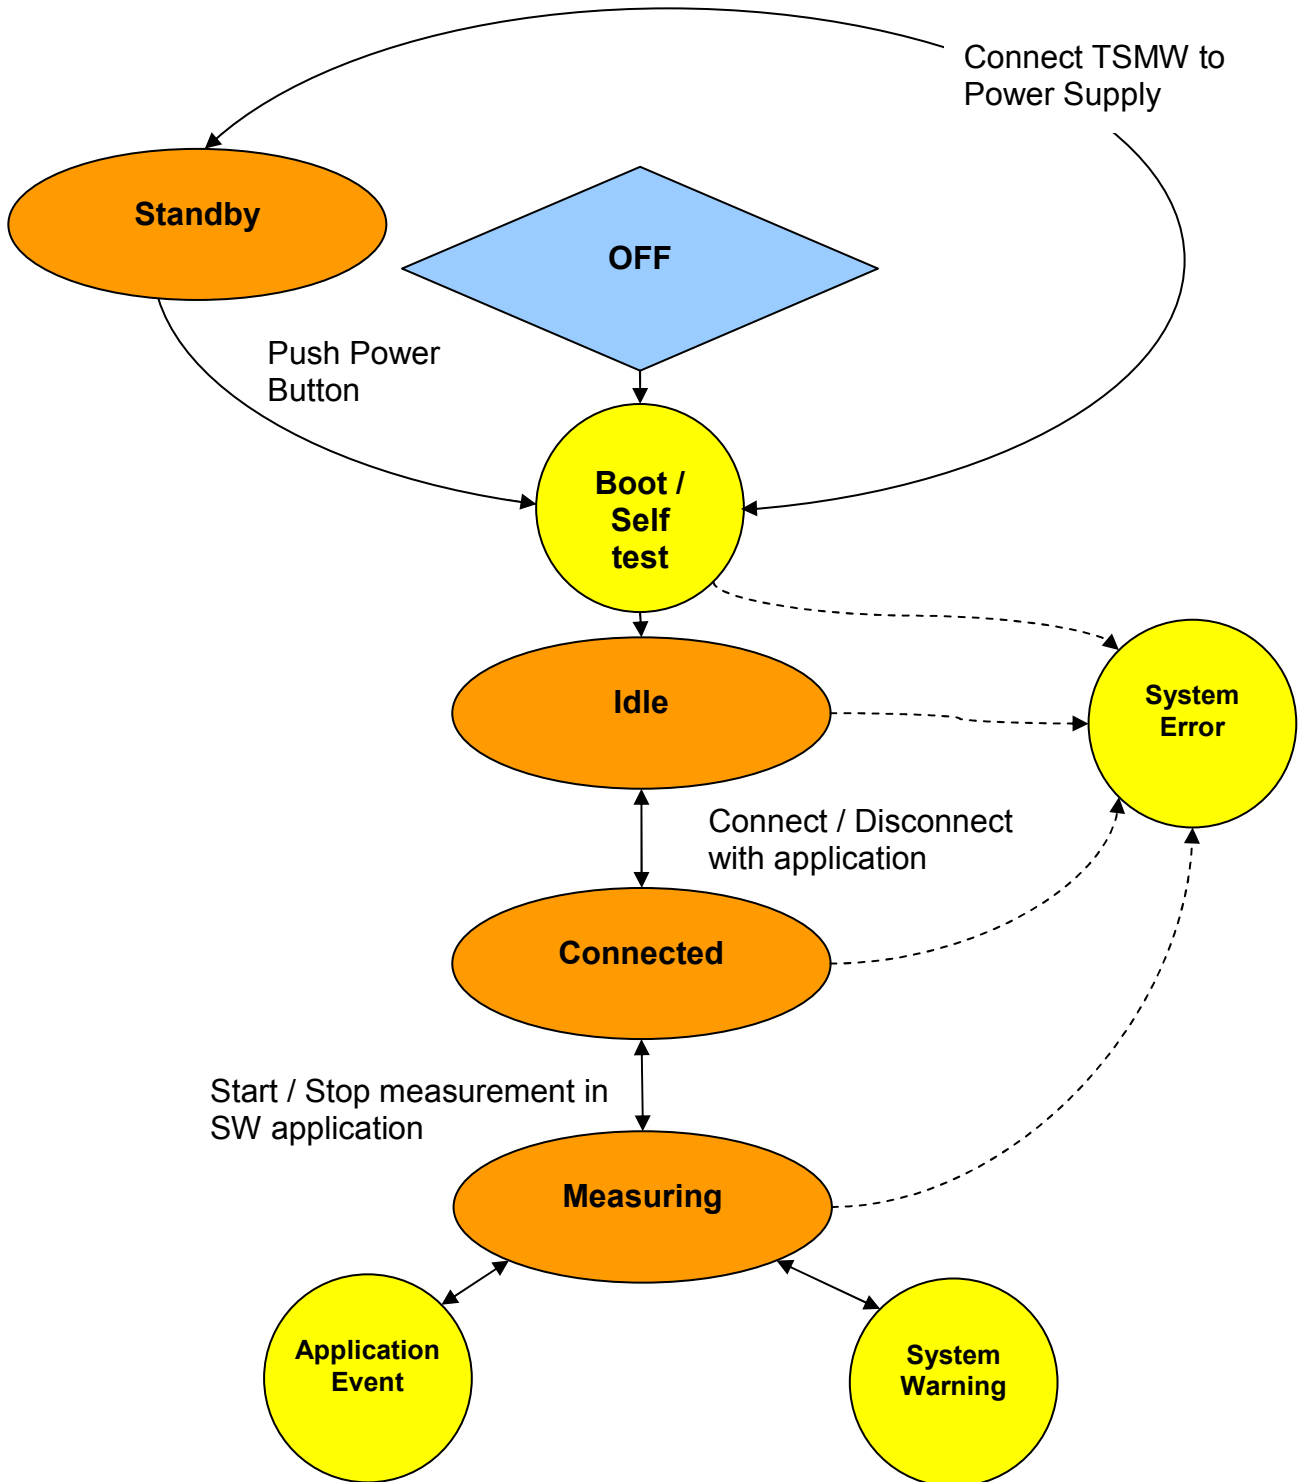 Connect TSMW to
Power Supply
Standby
OFF
Push Power
Button
Boot /
Self
test
Idle
System
Error
Connect / Disconnect
with application
Connected
Start / Stop measurement in
SW application
Measuring
Application
Event
System
Warning